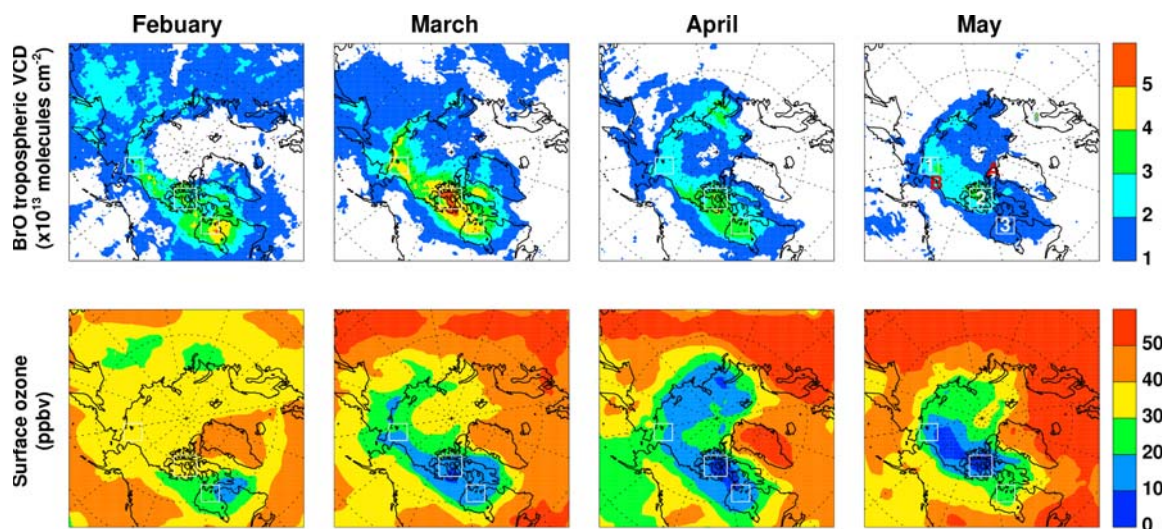 Febuary
March
April
May
BrO tropospheric VCD
(x10^13 molecules cm^-2)
5
4
3
2
1
A
B
1
2
3
Surface ozone
(ppbv)
50
40
30
20
10
0